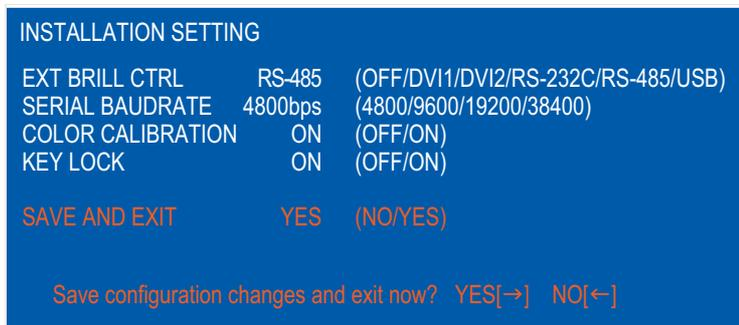 INSTALLATION SETTING
EXT BRILL CTRL RS-485 (OFF/DVI1/DVI2/RS-232C/RS-485/USB)
SERIAL BAUDRATE 4800bps (4800/9600/19200/38400)
COLOR CALIBRATION ON (OFF/ON)
KEY LOCK ON (OFF/ON)
SAVE AND EXIT YES (NO/YES)
Save configuration changes and exit now? YES[→] NO[←]